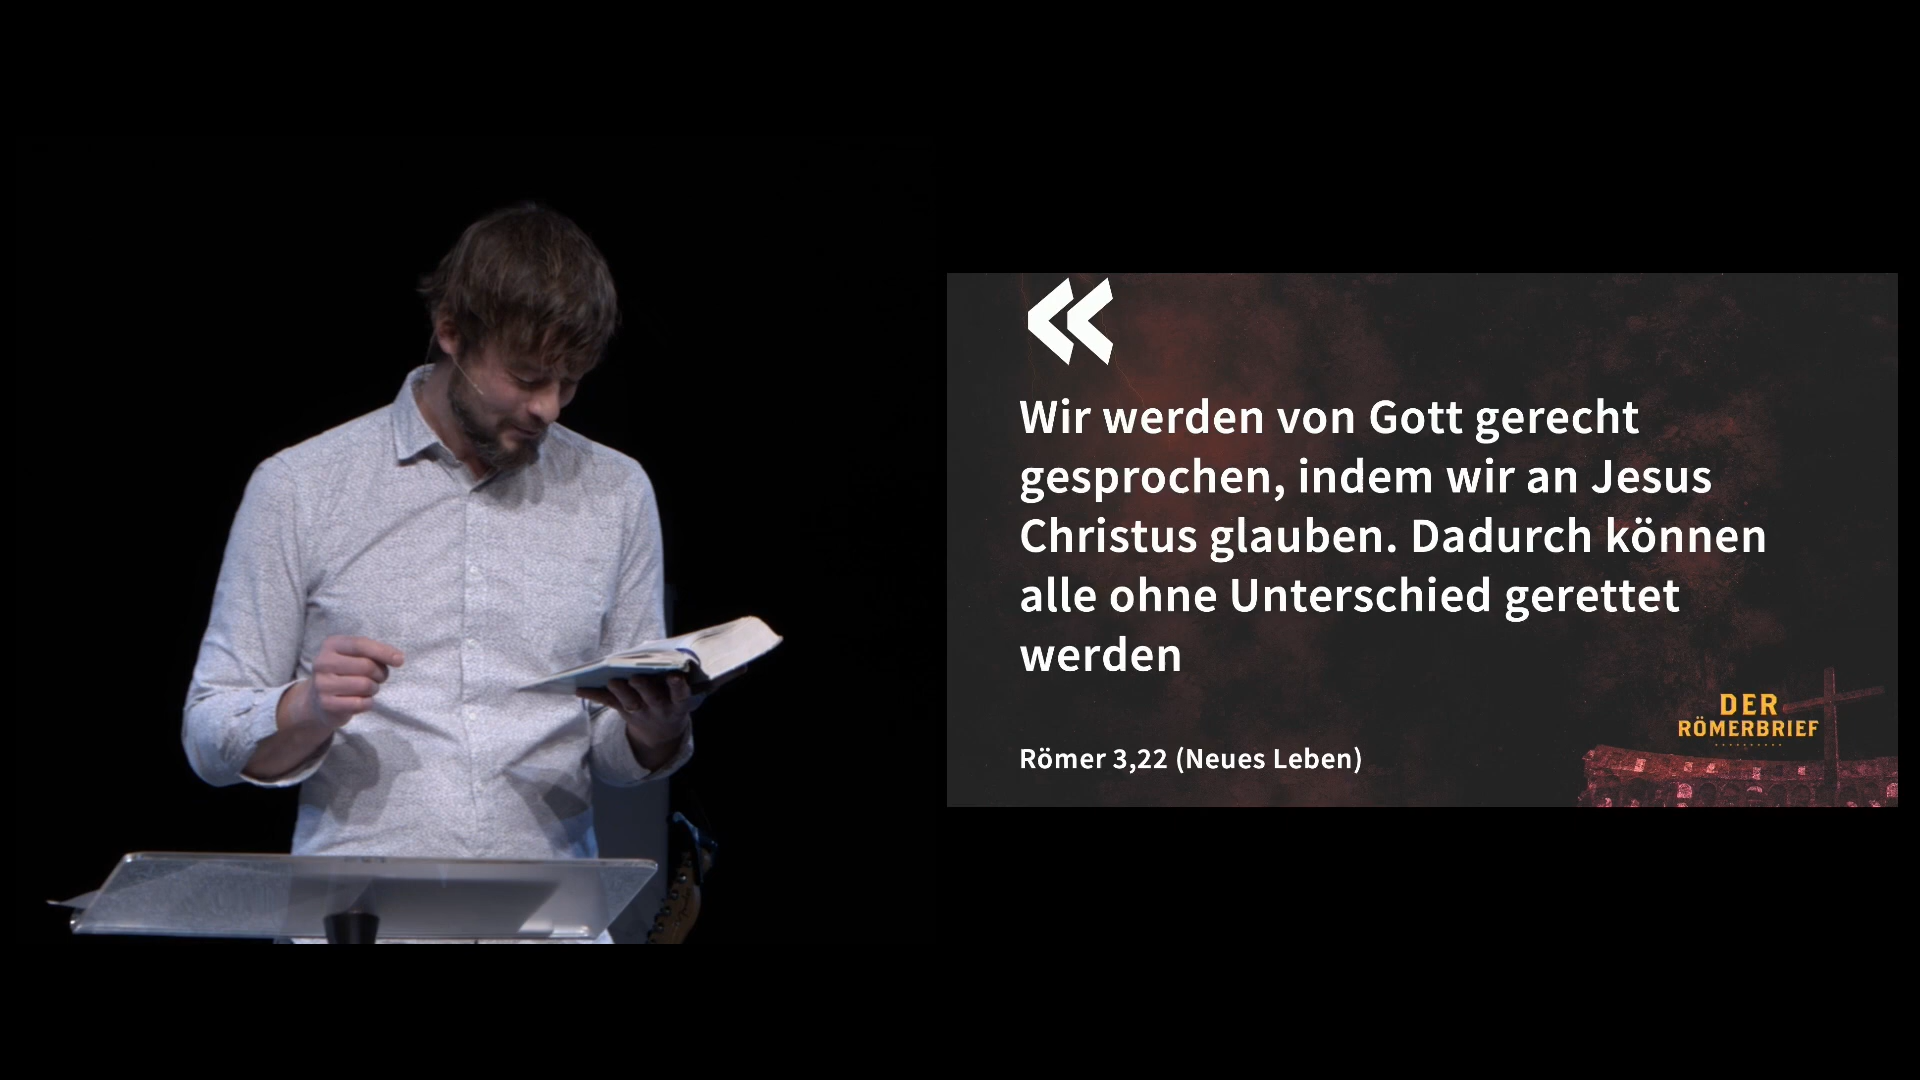 «
Wir werden von Gott gerecht
gesprochen, indem wir an Jesus
Christus glauben. Dadurch können
alle ohne Unterschied gerettet
werden
Römer 3,22 (Neues Leben)
DER
RÖMERBRIEF